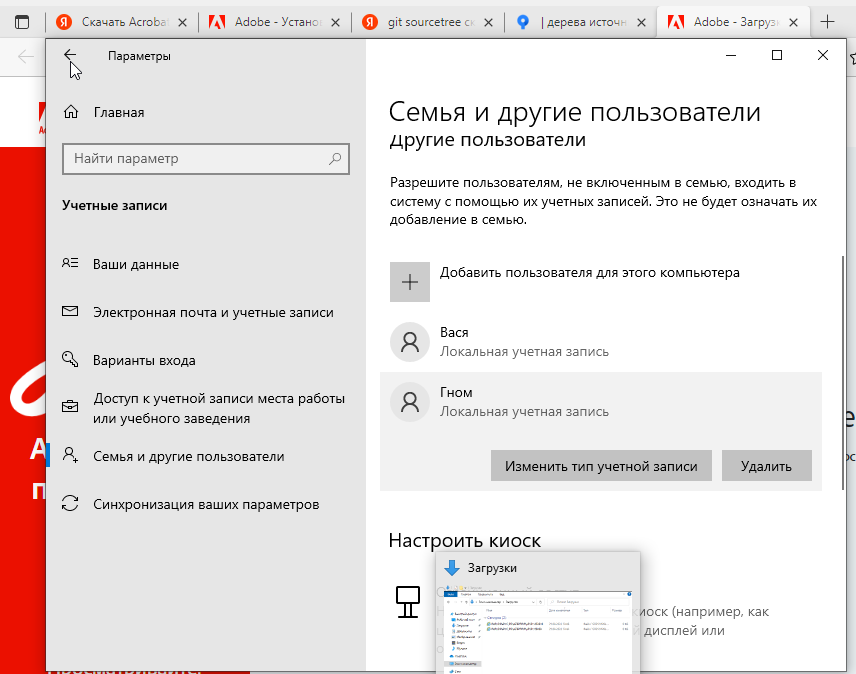 Скачать Acroba
Adobe - Устано
git sourcetree ск
| дерева источн
Adobe - Загруз
Параметры
Главная
Найти параметр
Учетные записи
Ваши данные
Электронная почта и учетные записи
Варианты входа
Доступ к учетной записи места работы
или учебного заведения
Семья и другие пользователи
Синхронизация ваших параметров
Семья и другие пользователи
Другие пользователи
Разрешите пользователям, не включенным в семью, входить в
систему с помощью их учетных записей. Это не будет означать их
добавление в семью.
Добавить пользователя для этого компьютера
Вася
Локальная учетная запись
Гном
Локальная учетная запись
Изменить тип учетной записи
Удалить
Настроить киоск
Загрузки
киоск (например, как
дисплей или